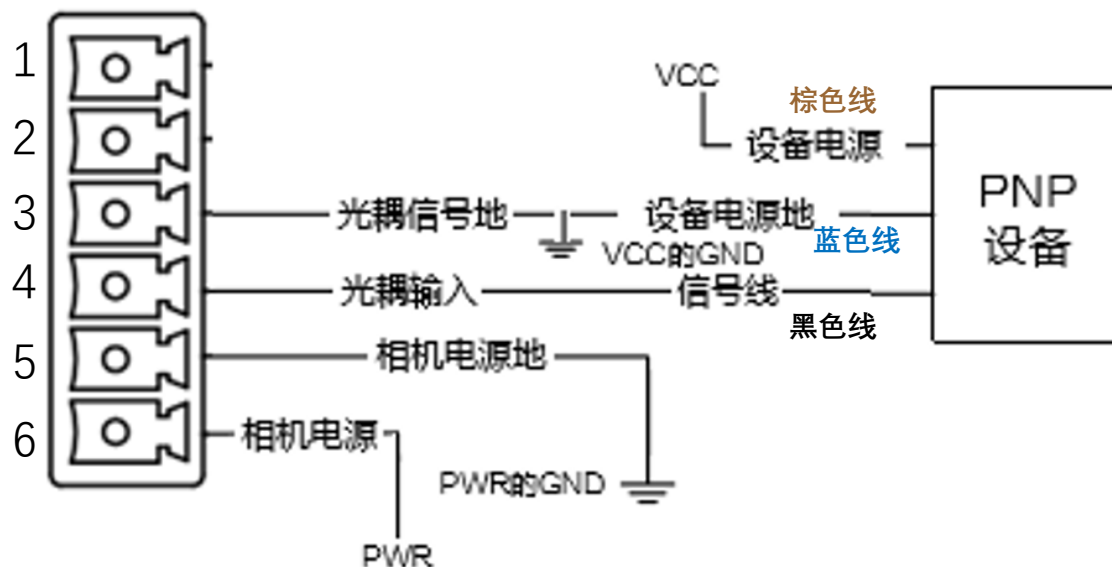 1
2
3
4
5
6
VCC
棕色线
设备电源
PNP
设备
光耦信号地
设备电源地
蓝色线
VCC的GND
光耦输入
信号线
黑色线
相机电源地
相机电源
PWR的GND
PWR